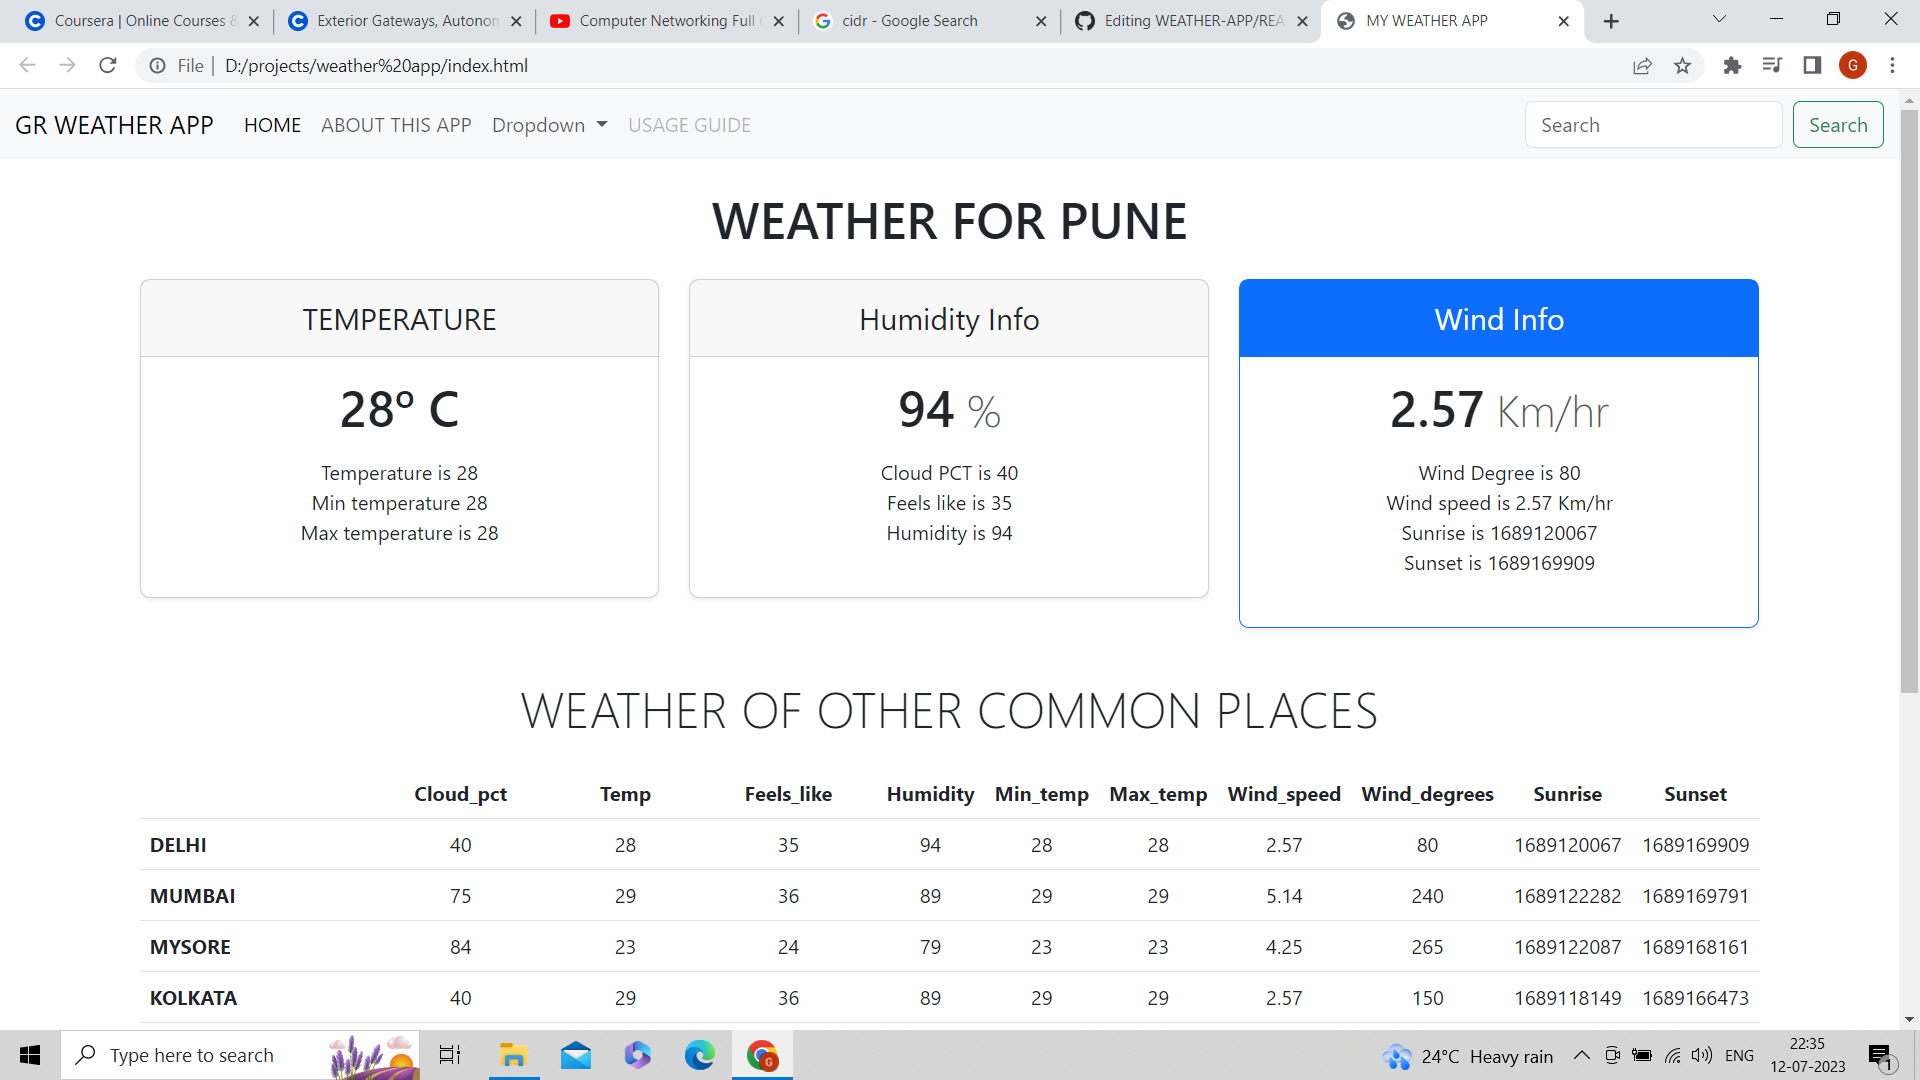 Coursera | Online Courses &
Exterior Gateways, Autonom
Computer Networking Full C
cidr - Google Search
Editing WEATHER-APP/REA
MY WEATHER APP
File | D:/projects/weather%20app/index.html
G
GR WEATHER APP HOME ABOUT THIS APP Dropdown USAGE GUIDE Search Search
WEATHER FOR PUNE
TEMPERATURE
28º C
Temperature is 28
Min temperature 28
Max temperature is 28
Humidity Info
94 %
Cloud PCT is 40
Feels like is 35
Humidity is 94
Wind Info
2.57 Km/hr
Wind Degree is 80
Wind speed is 2.57 Km/hr
Sunrise is 1689120067
Sunset is 1689169909
WEATHER OF OTHER COMMON PLACES
Cloud_pct Temp Feels_like Humidity Min_temp Max_temp Wind_speed Wind_degrees Sunrise Sunset
DELHI 40 28 35 94 28 28 2.57 80 1689120067 1689169909
MUMBAI 75 29 36 89 29 29 5.14 240 1689122282 1689169791
MYSORE 84 23 24 79 23 23 4.25 265 1689122087 1689168161
KOLKATA 40 29 36 89 29 29 2.57 150 1689118149 1689166473
Type here to search
G
24°C Heavy rain
ENG
22:35
12-07-2023
1